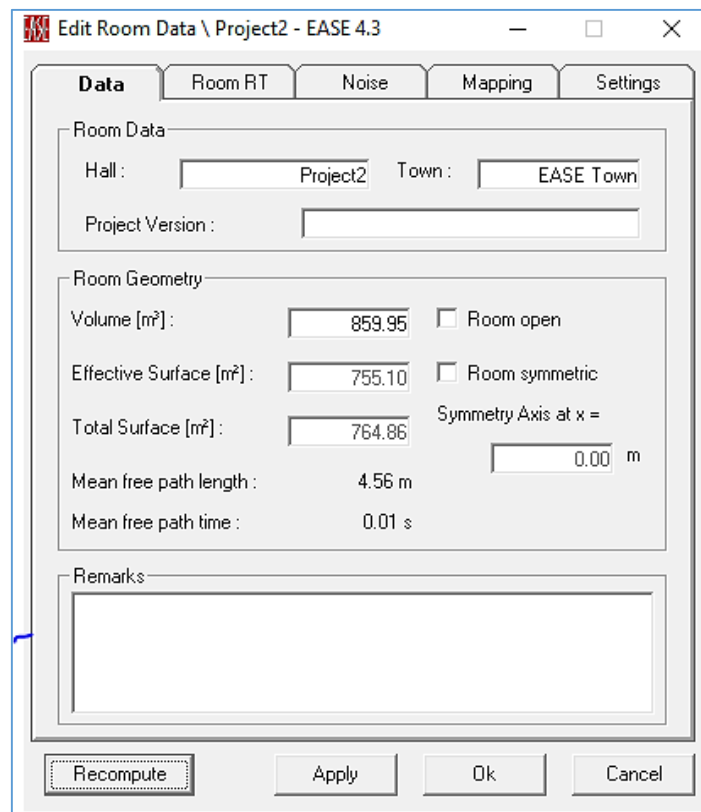 EASE Edit Room Data \ Project2 - EASE 4.3
Data Room RT Noise Mapping Settings
Room Data
Hall : Project2 Town : EASE Town
Project Version :
Room Geometry
Volume [m³] : 859.95 Room open
Effective Surface [m²] : 755.10 Room symmetric
Total Surface [m²] : 764.86 Symmetry Axis at x =
0.00 m
Mean free path length : 4.56 m
Mean free path time : 0.01 s
Remarks
Recompute Apply Ok Cancel